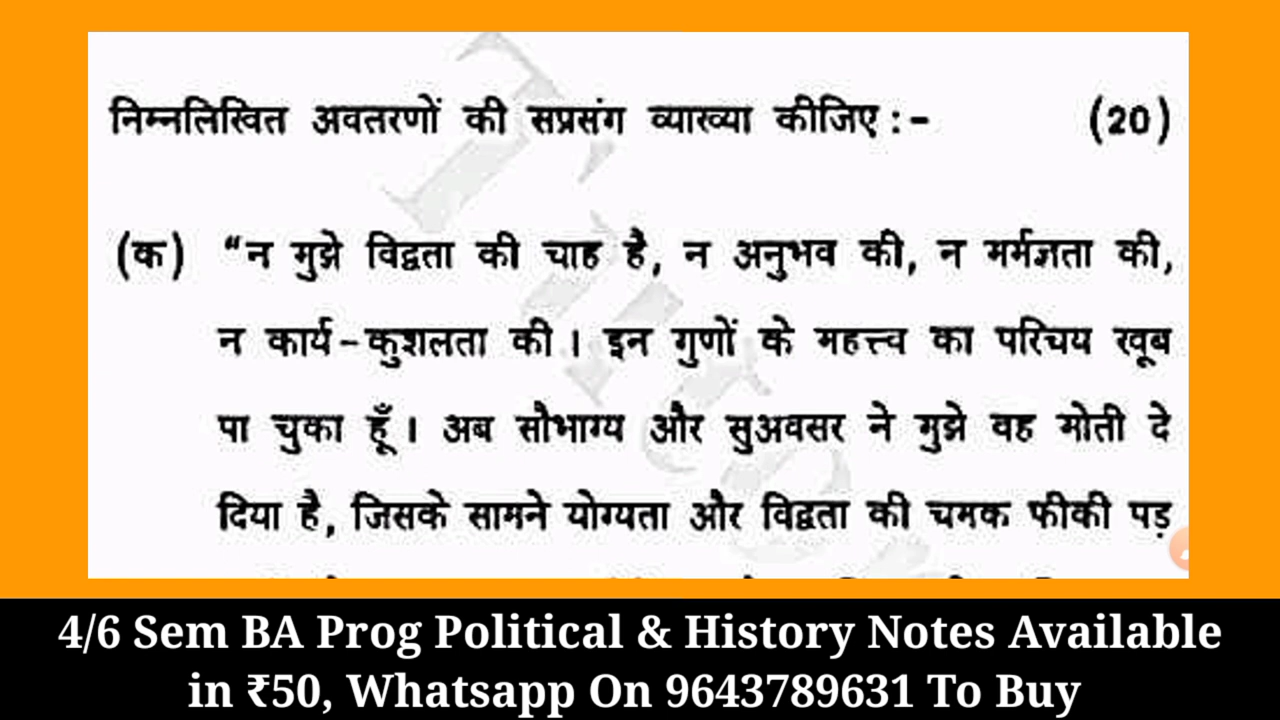 निम्नलिखित अवतरणों की सप्रसंग व्याख्या कीजिए :- (20)
(क) "न मुझे विद्वता की चाह है, न अनुभव की, न मर्मज्ञता की,
न कार्य-कुशलता की। इन गुणों के महत्त्व का परिचय खूब
पा चुका हूँ। अब सौभाग्य और सुअवसर ने मुझे वह मोती दे
दिया है, जिसके सामने योग्यता और विद्वता की चमक फीकी पड़
4/6 Sem BA Prog Political & History Notes Available
in ₹50, Whatsapp On 9643789631 To Buy